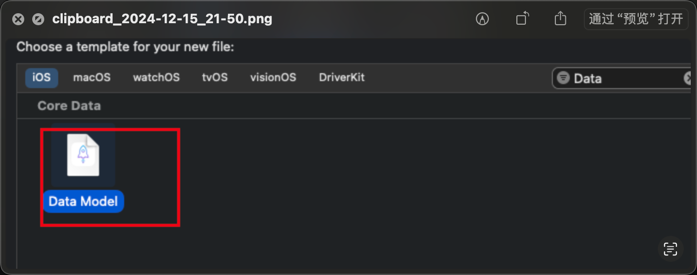 clipboard_2024-12-15_21-50.png
通过“预览”打开
Choose a template for your new file:
iOS macOS watchOS tvOS visionOS DriverKit Data
Core Data
Data Model